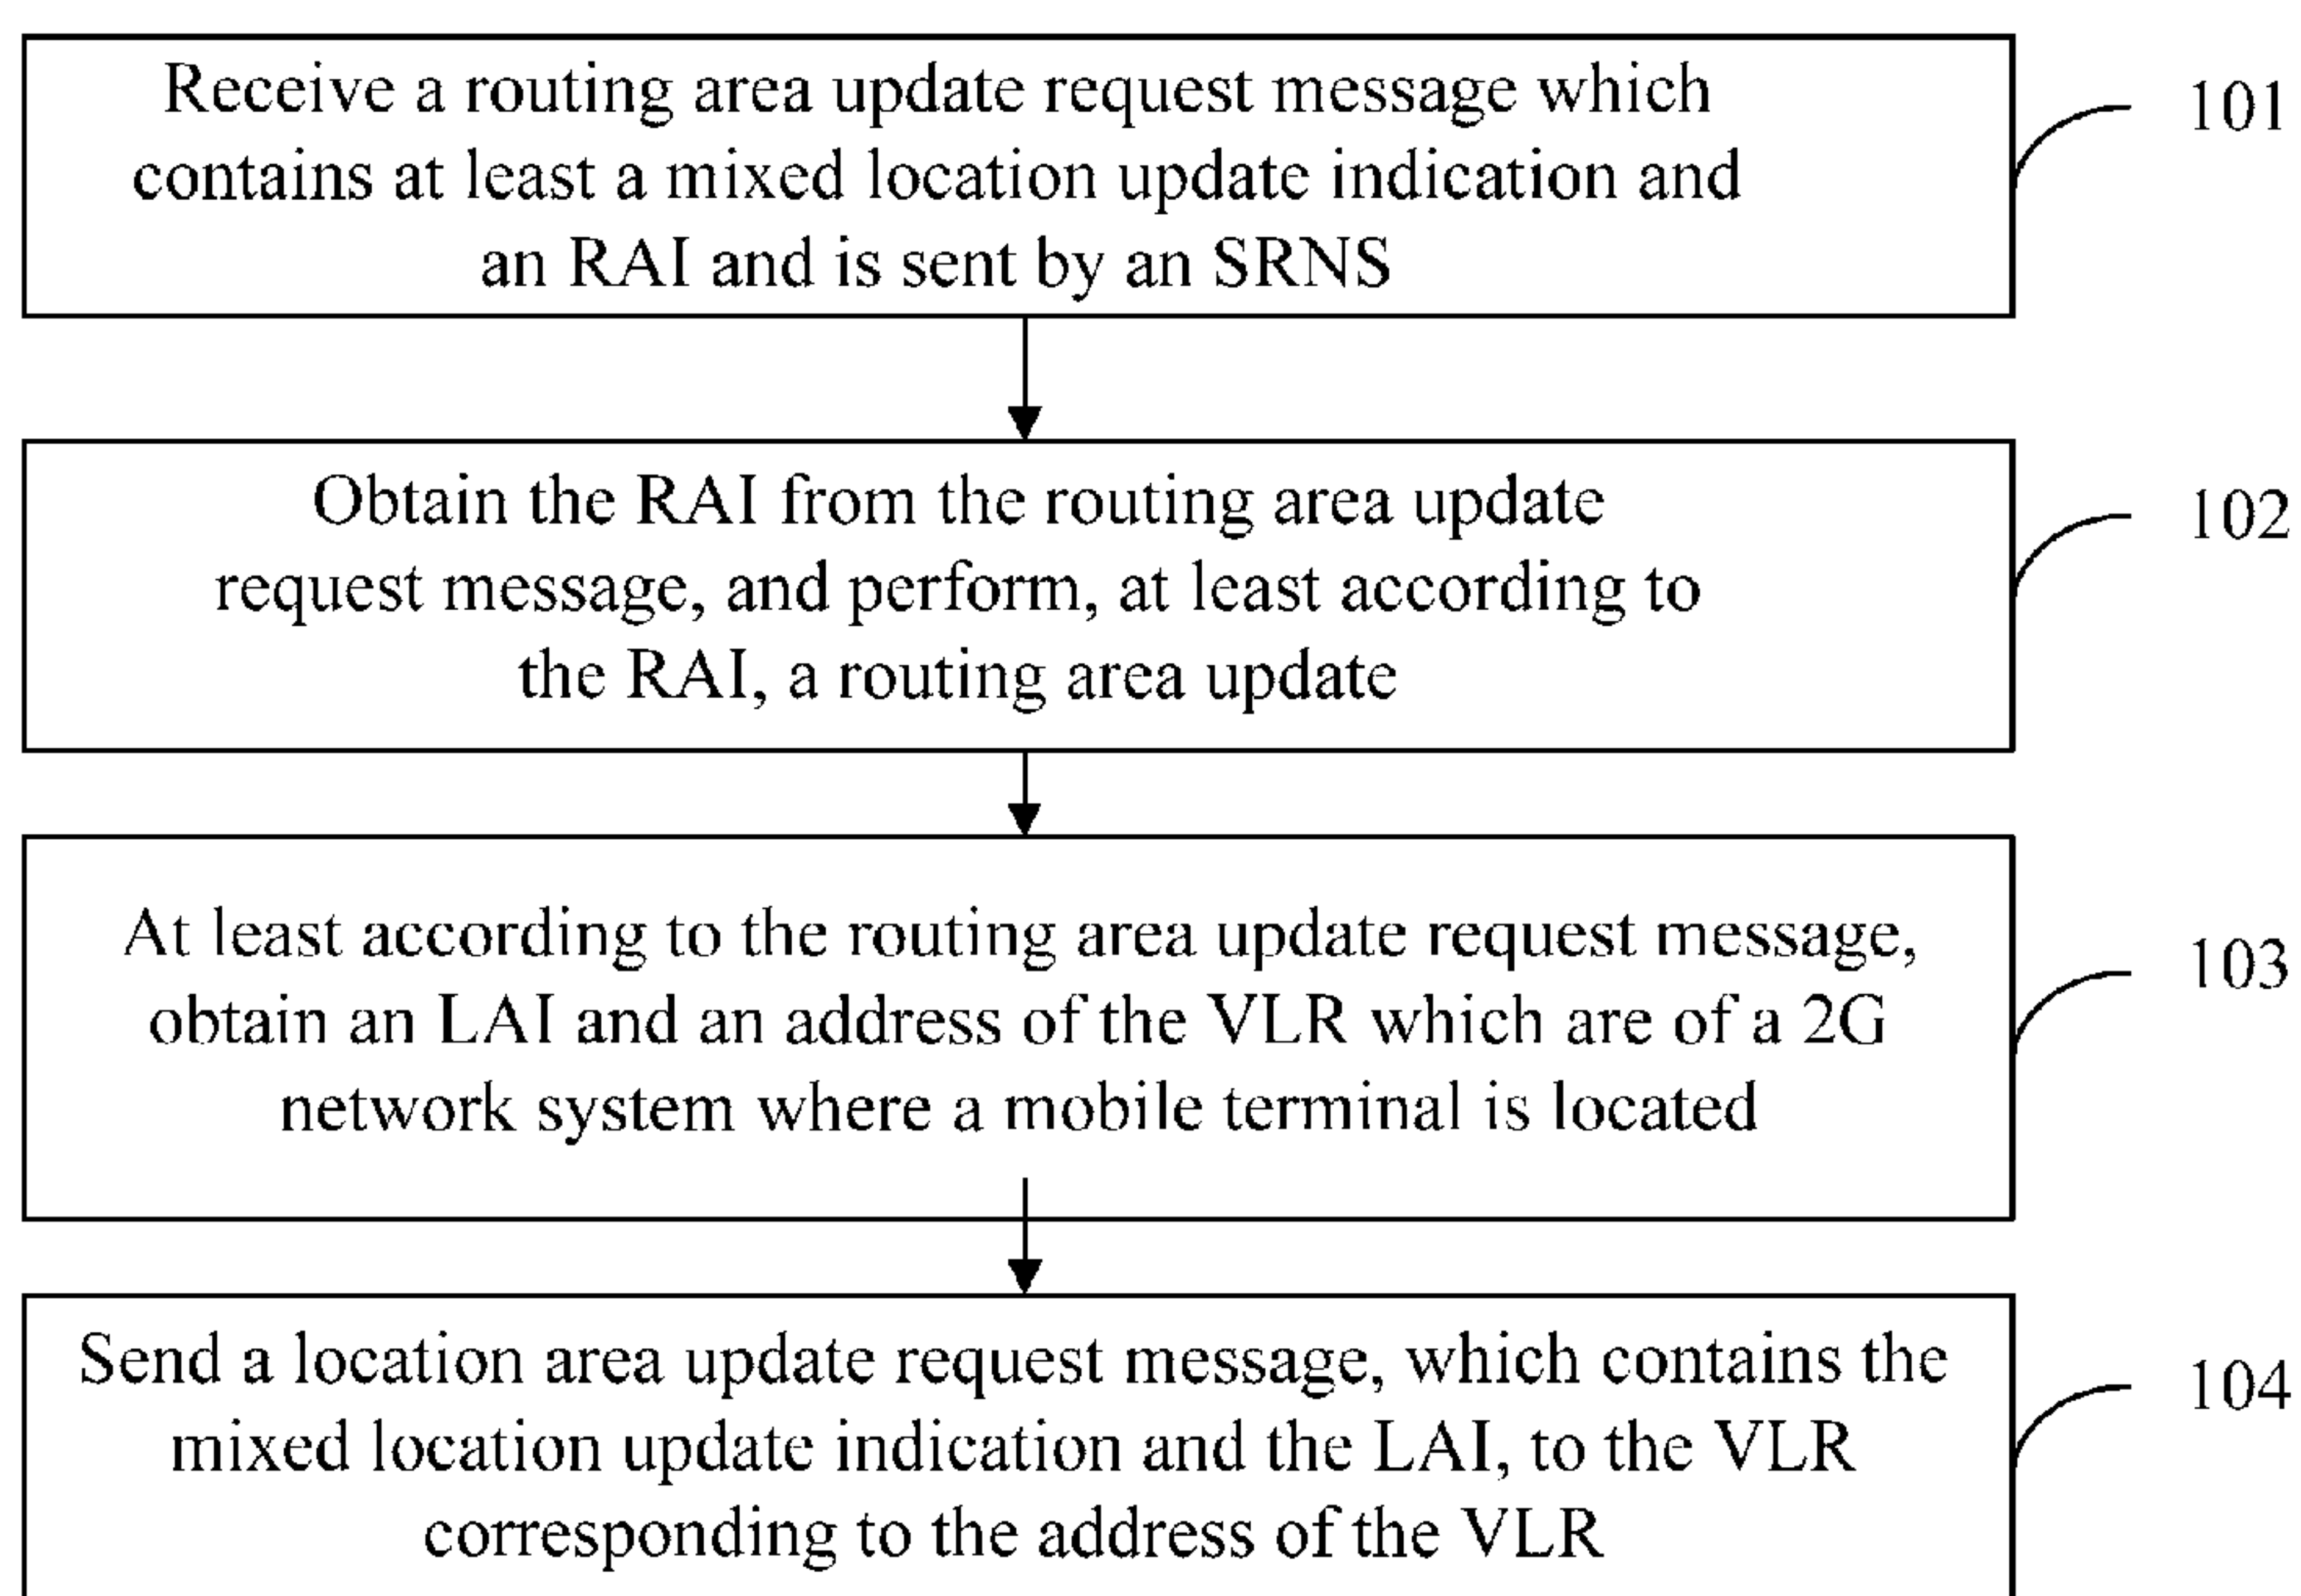 Receive a routing area update request message which
contains at least a mixed location update indication and
an RAI and is sent by an SRNS
101
Obtain the RAI from the routing area update
request message, and perform, at least according to
the RAI, a routing area update
102
At least according to the routing area update request message,
obtain an LAI and an address of the VLR which are of a 2G
network system where a mobile terminal is located
103
Send a location area update request message, which contains the
mixed location update indication and the LAI, to the VLR
corresponding to the address of the VLR
104